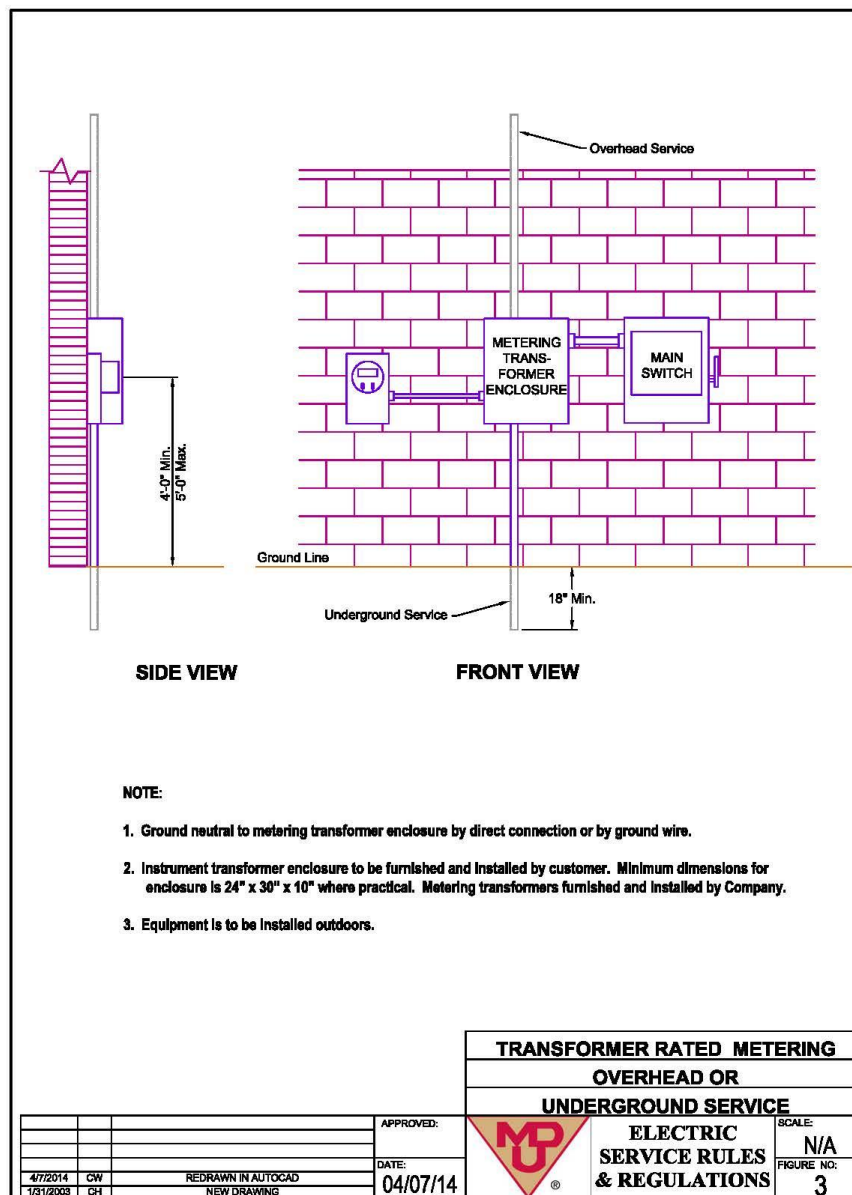 Overhead Service
METERING
TRANS-
FORMER
ENCLOSURE
MAIN
SWITCH
4'-0" Min.
5'-0" Max.
Ground Line
Underground Service
18" Min.
SIDE VIEW
FRONT VIEW
NOTE:
1. Ground neutral to metering transformer enclosure by direct connection or by ground wire.
2. Instrument transformer enclosure to be furnished and installed by customer. Minimum dimensions for
enclosure is 24" x 30" x 10" where practical. Metering transformers furnished and installed by Company.
3. Equipment is to be installed outdoors.
TRANSFORMER RATED METERING
OVERHEAD OR
UNDERGROUND SERVICE
4/7/2014 CW REDRAWN IN AUTOCAD
1/31/2003 CH NEW DRAWING
APPROVED:
DATE:
04/07/14
MDU
®
ELECTRIC
SERVICE RULES
& REGULATIONS
SCALE:
N/A
FIGURE NO:
3